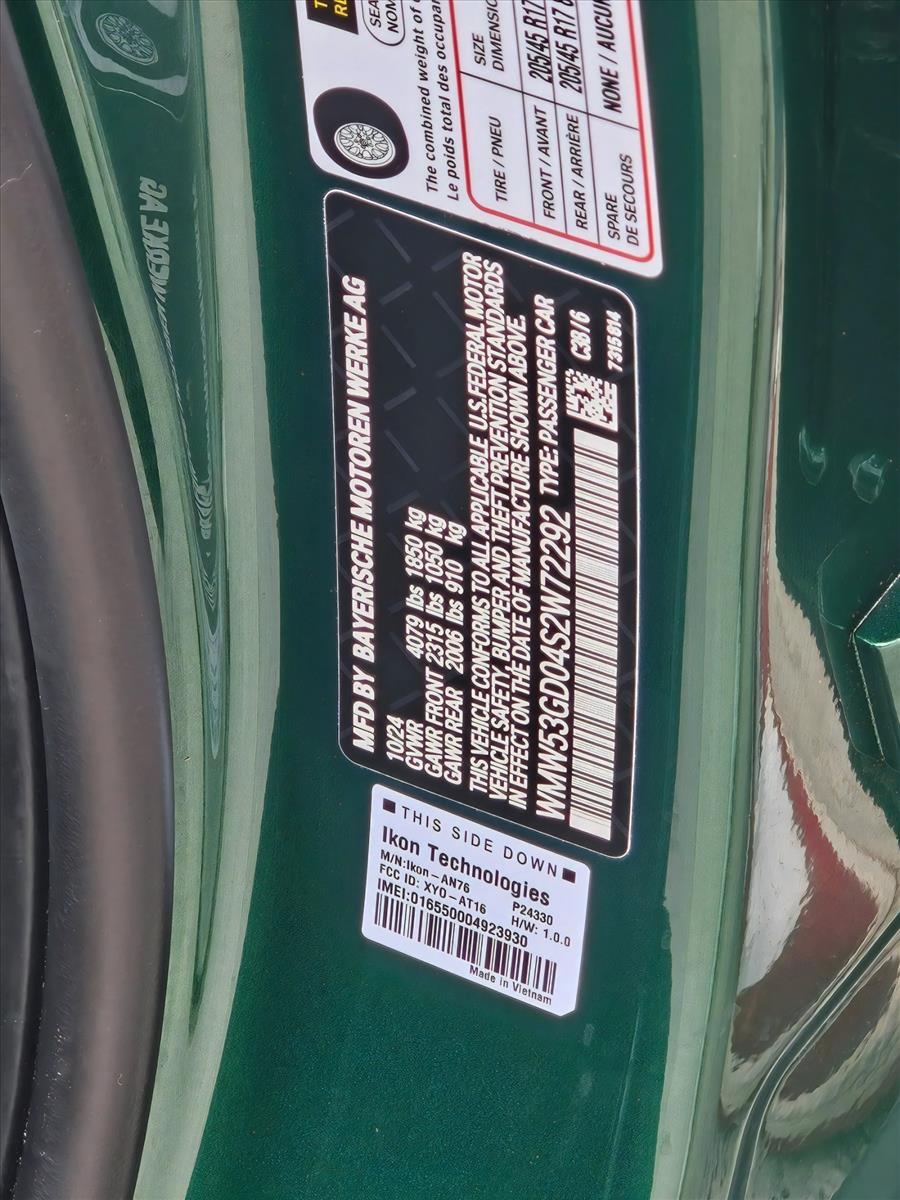 The combined weight of
Le poids total des occupa
TIRE / PNEU
SIZE
FRONT / AVANT
205/45 R17
REAR / ARRIÈRE
205/45 R17
SPARE
DE SECOURS
NONE / AUCUN
MFD BY BAYERISCHE MOTOREN WERKE AG
10/24
GVWR 4079 lbs 1850 kg
GAWR FRONT 2315 lbs 1050 kg
GAWR REAR 2006 lbs 910 kg
THIS VEHICLE CONFORMS TO ALL APPLICABLE U.S.FEDERAL MOTOR
VEHICLE SAFETY, BUMPER AND THEFT PREVENTION STANDARDS
IN EFFECT ON THE DATE OF MANUFACTURE SHOWN ABOVE
WMW53GD04S2W72292 TYPE: PASSENGER CAR
C3B16
7315614
THIS SIDE DOWN
Ikon Technologies
M/N:Ikon-AN76 P24330
FCC ID: XYO-AT16 H/W: 1.0.0
IMEI:016550004923930
Made in Vietnam